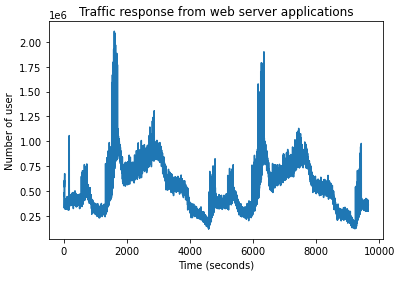 Traffic response from web server applications
1e6
2.00
1.75
1.50
1.25
1.00
0.75
0.50
0.25
Number of user
0 2000 4000 6000 8000 10000
Time (seconds)